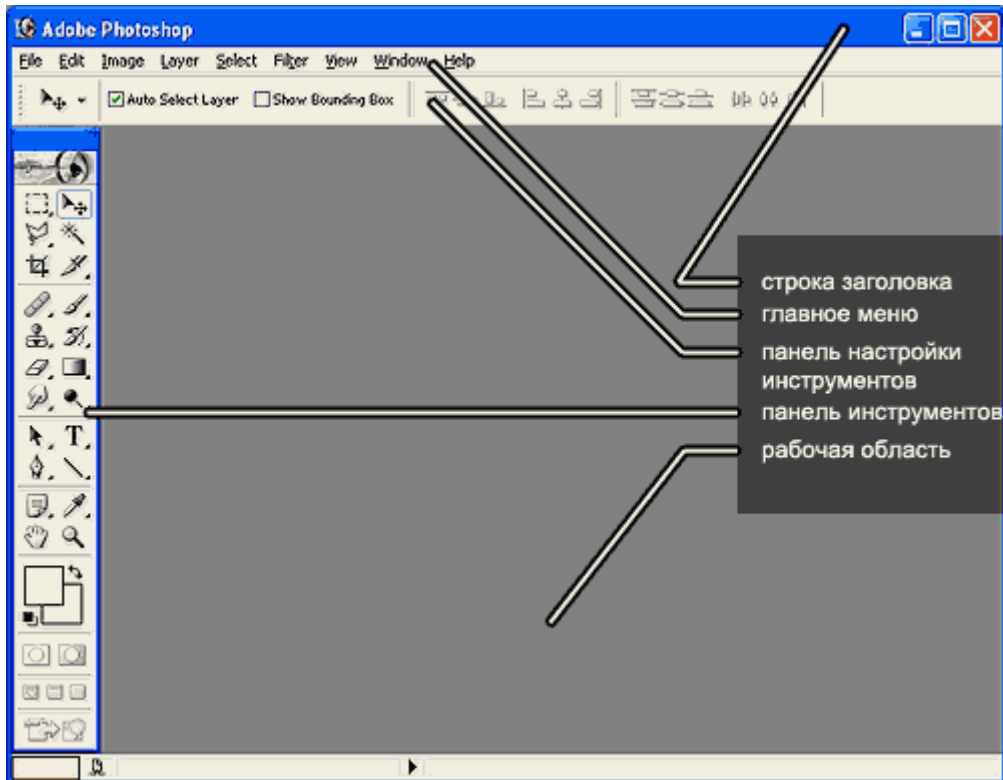 Adobe Photoshop
File Edit Image Layer Select Filter View Window Help
Auto Select Layer Show Bounding Box
строка заголовка
главное меню
панель настройки
инструментов
панель инструментов
рабочая область